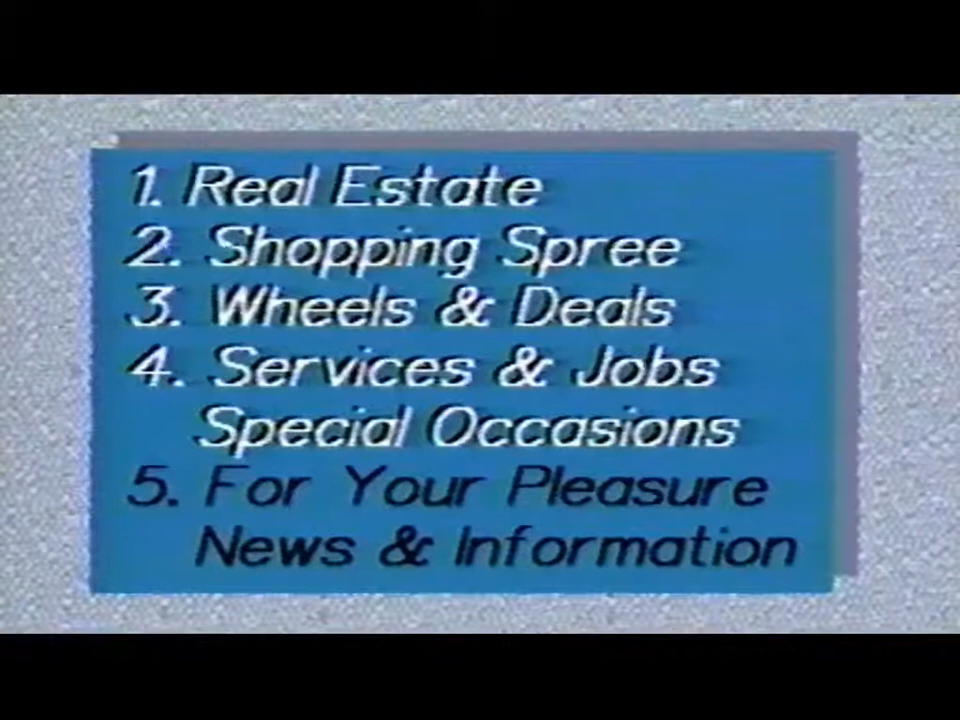 1. Real Estate
2. Shopping Spree
3. Wheels & Deals
4. Services & Jobs
Special Occasions
5. For Your Pleasure
News & Information